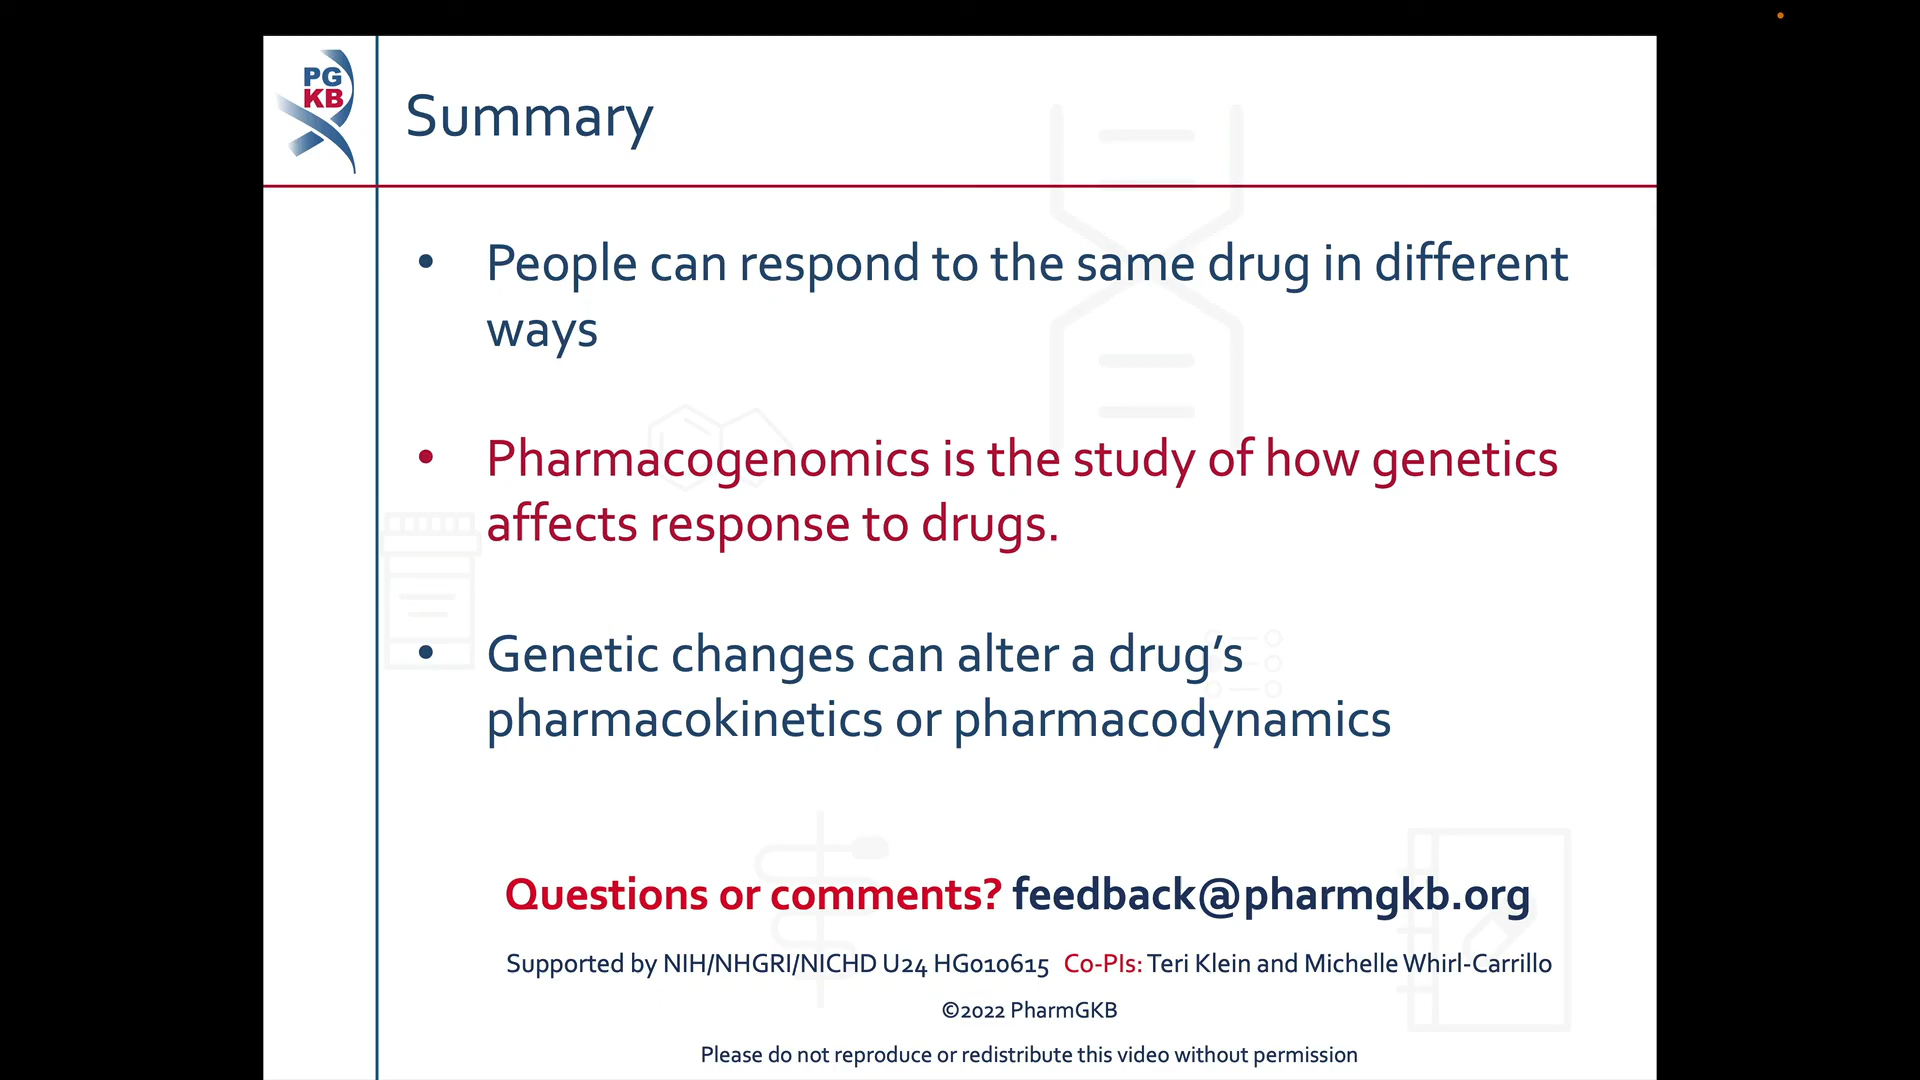 PG
KB
Summary
• People can respond to the same drug in different
ways
• Pharmacogenomics is the study of how genetics
affects response to drugs.
• Genetic changes can alter a drug’s
pharmacokinetics or pharmacodynamics
Questions or comments? feedback@pharmgkb.org
Supported by NIH/NHGRI/NICHD U24 HG010615 Co-PIs: Teri Klein and Michelle Whirl-Carrillo
©2022 PharmGKB
Please do not reproduce or redistribute this video without permission